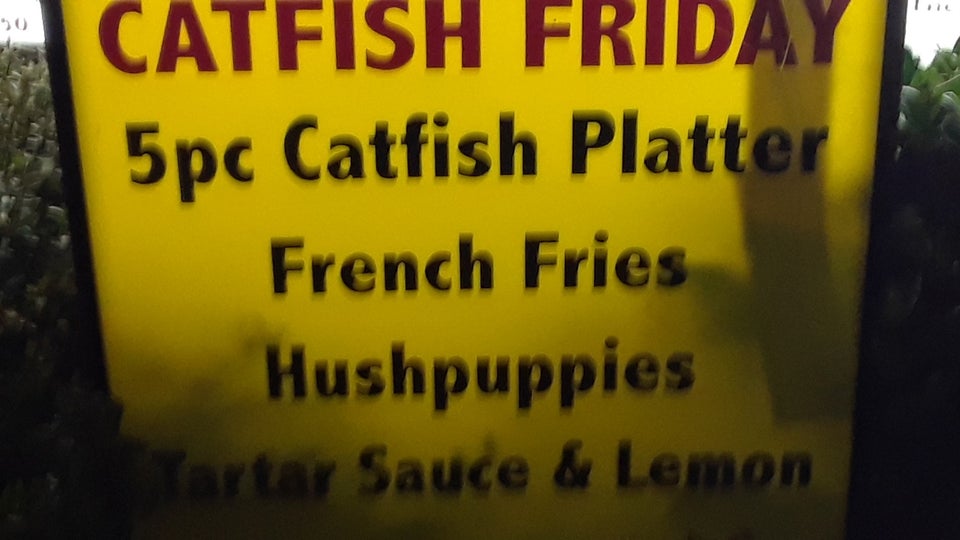 CATFISH FRIDAY
5pc Catfish Platter
French Fries
Hushpuppies
Tartar Sauce & Lemon